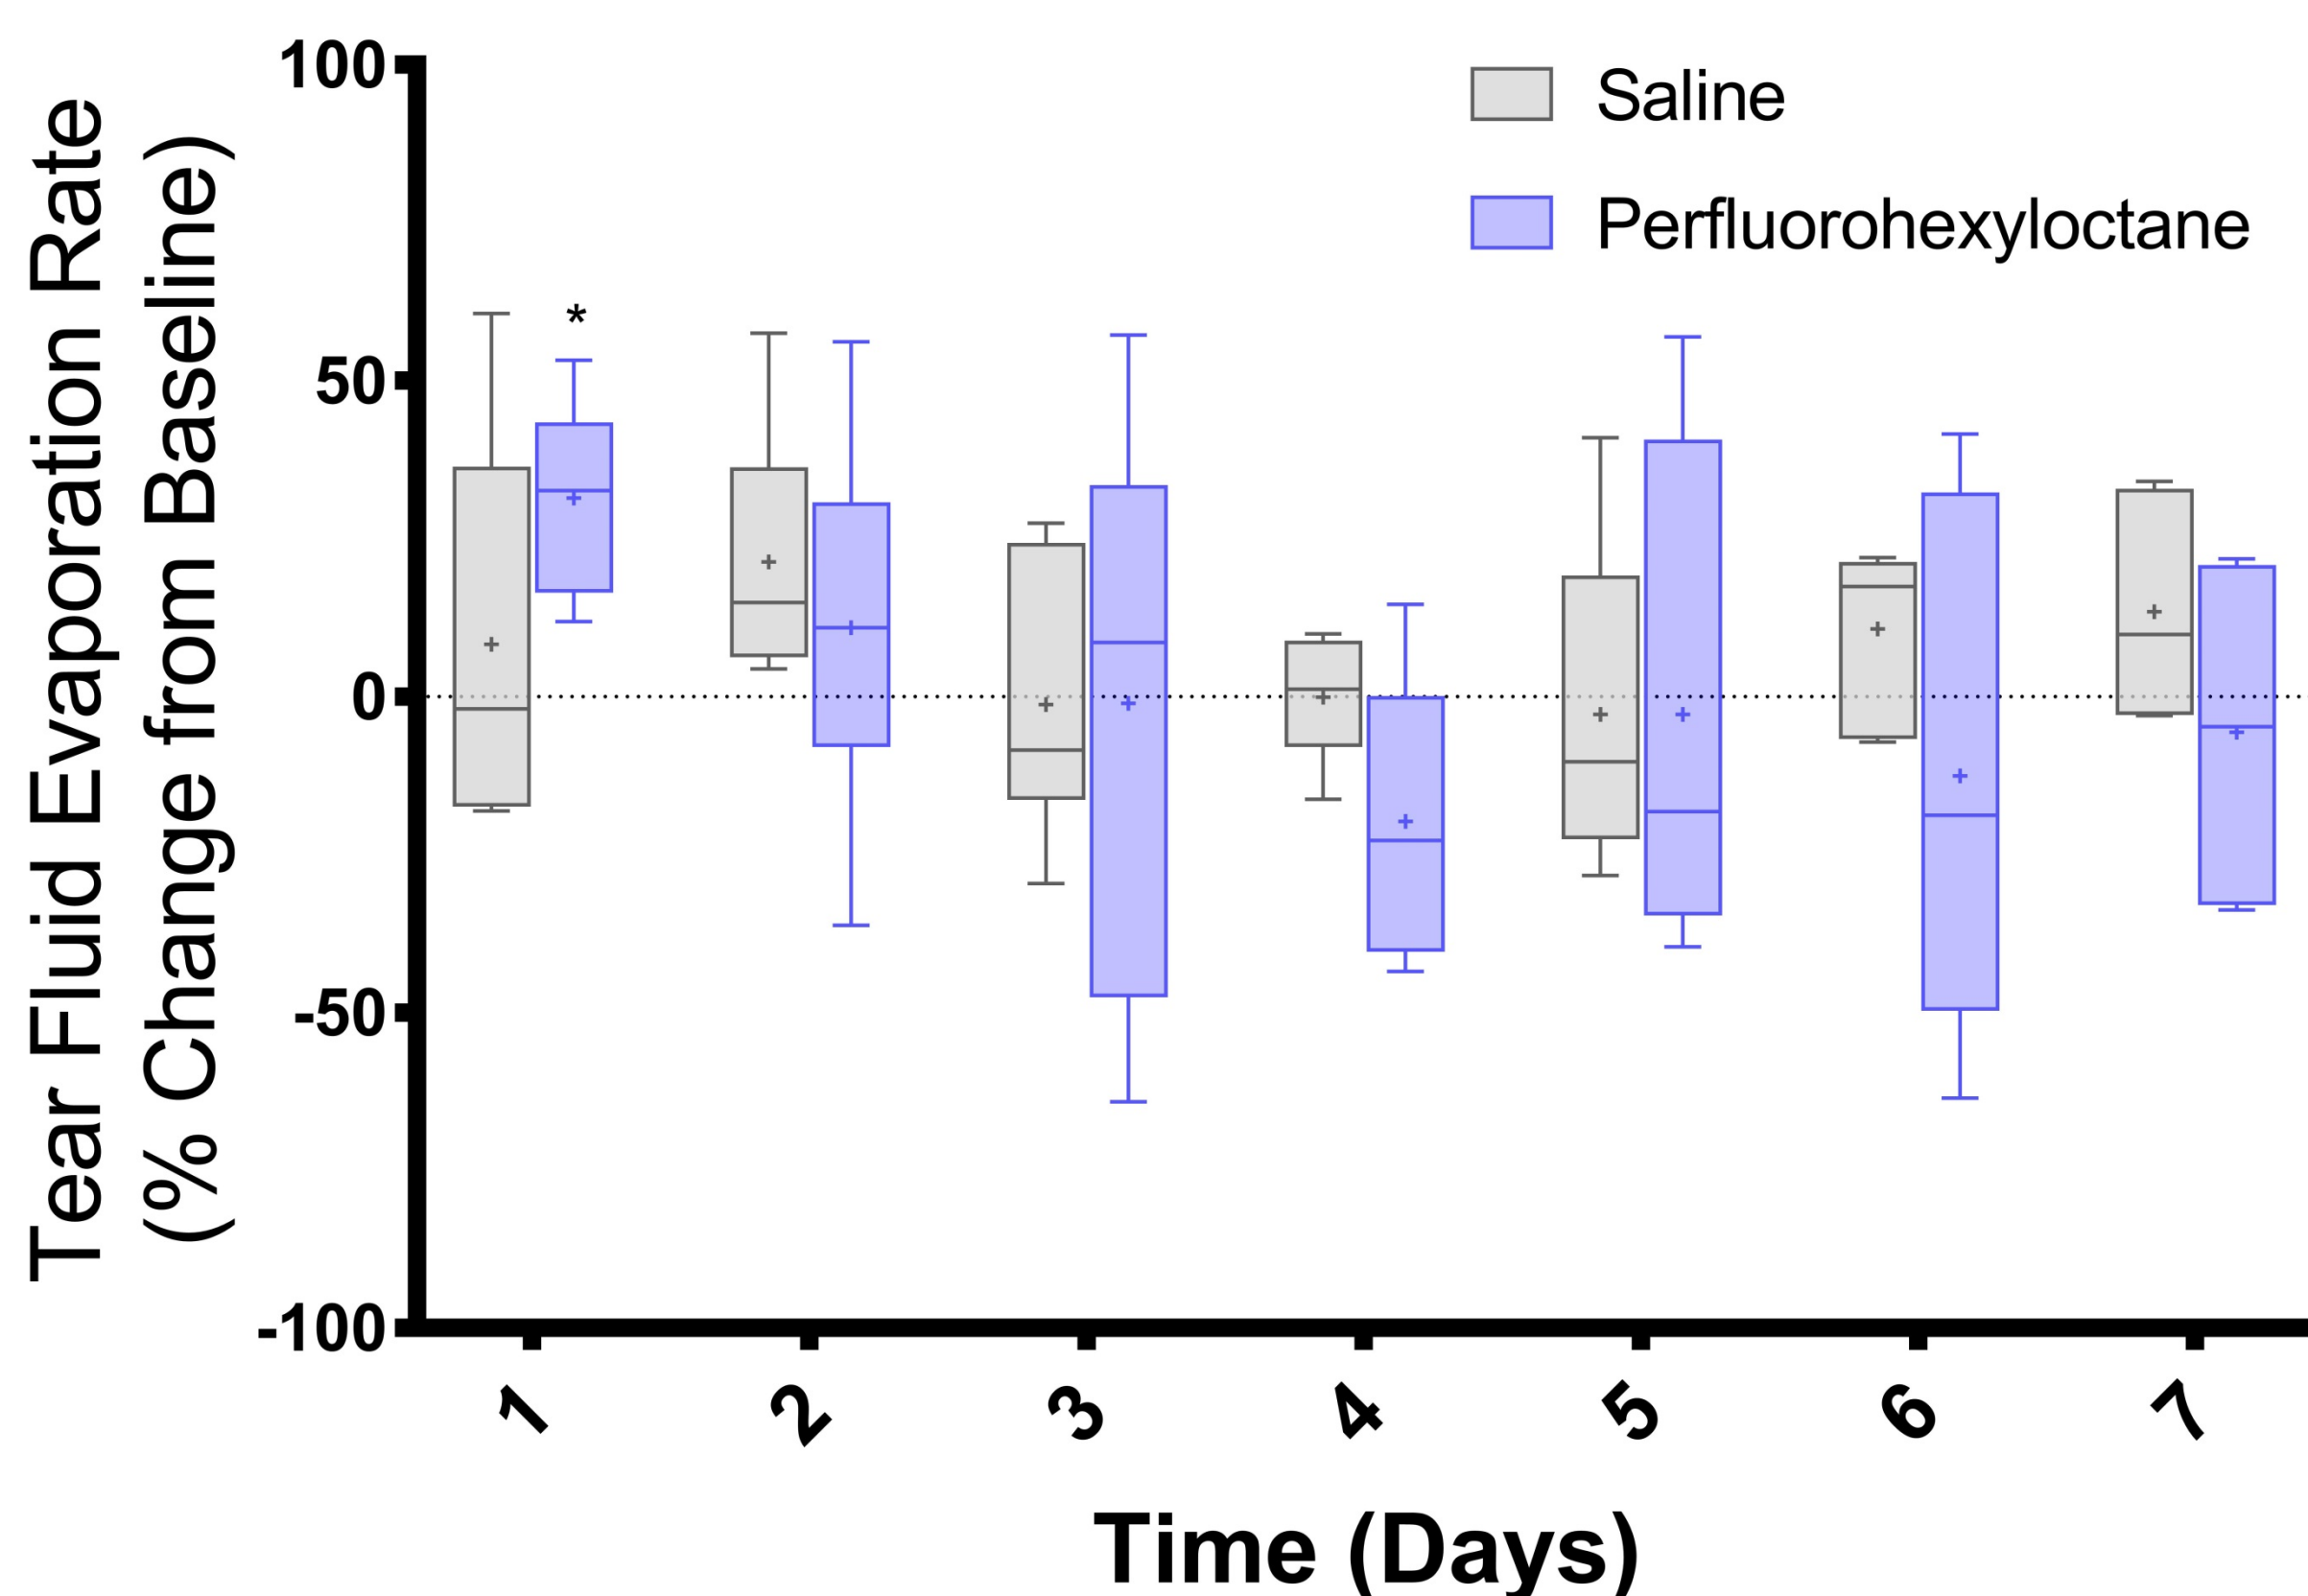 Tear Fluid Evaporation Rate
(% Change from Baseline)
100
50
0
-50
-100
Saline
Perfluorohexyloctane
*
1
2
3
4
5
6
7
Time (Days)